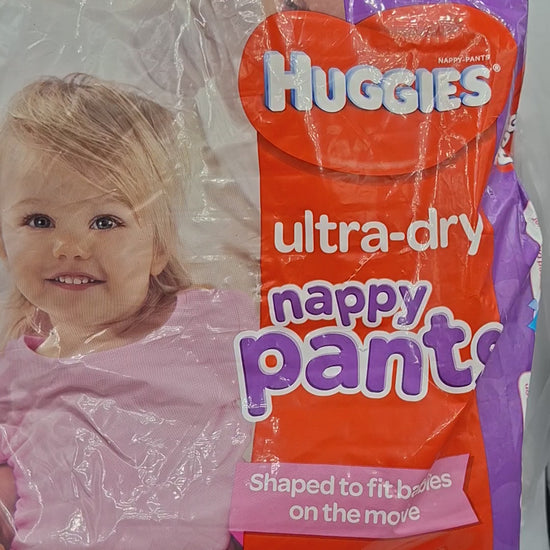 NAPPY-PANTS
HUGGIES®
ultra-dry
nappy
pants
Shaped to fit babies
on the move